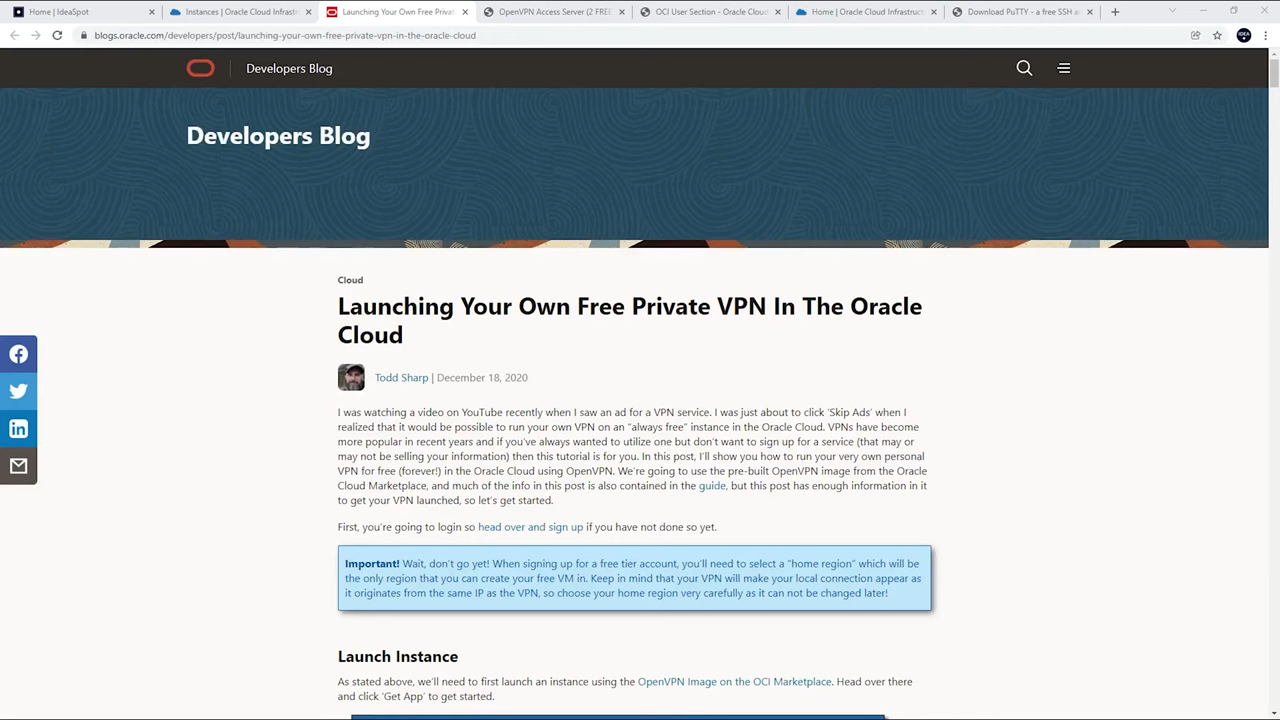 Home | IdeaSpot
Instances | Oracle Cloud Infrast
Launching Your Own Free Privat
OpenVPN Access Server (2 FREE
OCI User Section - Oracle Cloud
Home | Oracle Cloud Infrastruct
Download PuTTY - a free SSH a
blogs.oracle.com/developers/post/launching-your-own-free-private-vpn-in-the-oracle-cloud
IDEA
Developers Blog
Developers Blog
Cloud
Launching Your Own Free Private VPN In The Oracle
Cloud
Todd Sharp | December 18, 2020
I was watching a video on YouTube recently when I saw an ad for a VPN service. I was just about to click ‘Skip Ads’ when I
realized that it would be possible to run your own VPN on an “always free” instance in the Oracle Cloud. VPNs have become
more popular in recent years and if you’ve always wanted to utilize one but don’t want to sign up for a service (that may or
may not be selling your information) then this tutorial is for you. In this post, I’ll show you how to run your very own personal
VPN for free (forever!) in the Oracle Cloud using OpenVPN. We’re going to use the pre-built OpenVPN image from the Oracle
Cloud Marketplace, and much of the info in this post is also contained in the guide, but this post has enough information in it
to get your VPN launched, so let’s get started.
First, you’re going to login so head over and sign up if you have not done so yet.
Important! Wait, don’t go yet! When signing up for a free tier account, you’ll need to select a “home region” which will be
the only region that you can create your free VM in. Keep in mind that your VPN will make your local connection appear as
it originates from the same IP as the VPN, so choose your home region very carefully as it can not be changed later!
Launch Instance
As stated above, we’ll need to first launch an instance using the OpenVPN Image on the OCI Marketplace. Head over there
and click ‘Get App’ to get started.